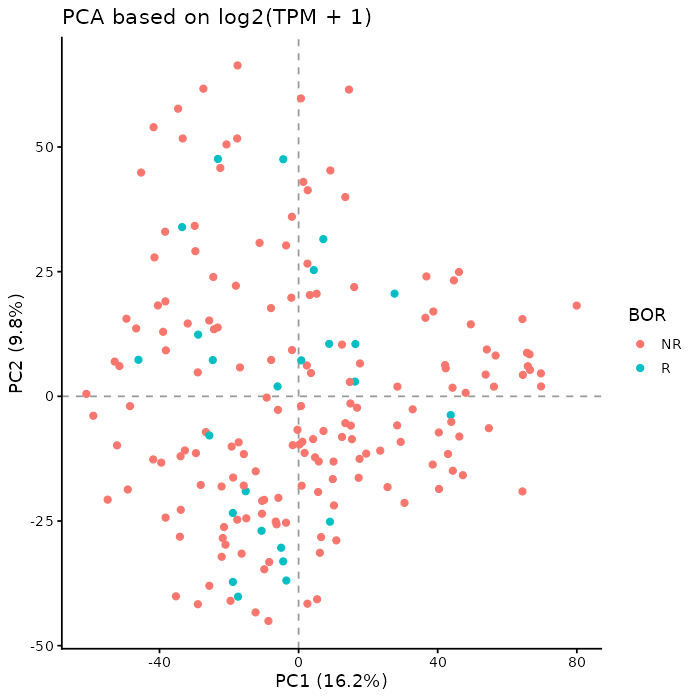 PCA based on log2(TPM + 1)
50
25
0
-25
-50
PC2 (9.8%)
-40
0
40
80
PC1 (16.2%)
BOR
NR
R